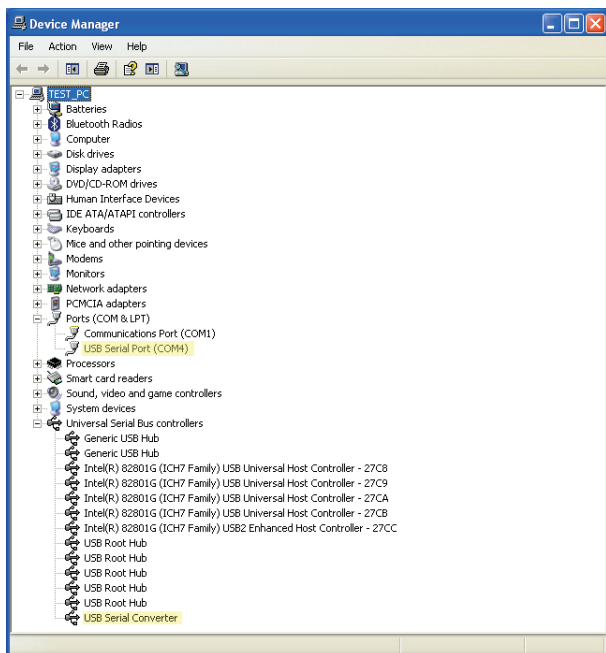 Device Manager
File Action View Help
TEST_PC
Batteries
Bluetooth Radios
Computer
Disk drives
Display adapters
DVD/CD-ROM drives
Human Interface Devices
IDE ATA/ATAPI controllers
Keyboards
Mice and other pointing devices
Modems
Monitors
Network adapters
PCMCIA adapters
Ports (COM & LPT)
Communications Port (COM1)
USB Serial Port (COM4)
Processors
Smart card readers
Sound, video and game controllers
System devices
Universal Serial Bus controllers
Generic USB Hub
Generic USB Hub
Intel(R) 82801G (ICH7 Family) USB Universal Host Controller - 27C8
Intel(R) 82801G (ICH7 Family) USB Universal Host Controller - 27C9
Intel(R) 82801G (ICH7 Family) USB Universal Host Controller - 27CA
Intel(R) 82801G (ICH7 Family) USB Universal Host Controller - 27CB
Intel(R) 82801G (ICH7 Family) USB2 Enhanced Host Controller - 27CC
USB Root Hub
USB Root Hub
USB Root Hub
USB Root Hub
USB Root Hub
USB Serial Converter